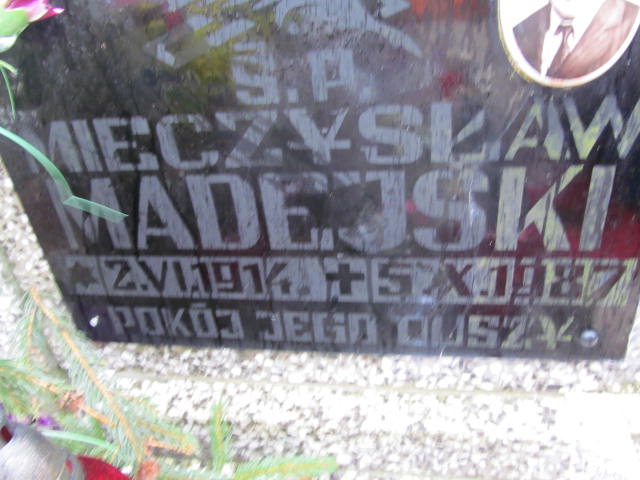 Ś.P.
MIECZYSŁAW
MADEJSKI
* 2.VI.1914 + 5.X.1987
POKÓJ JEGO DUSZY